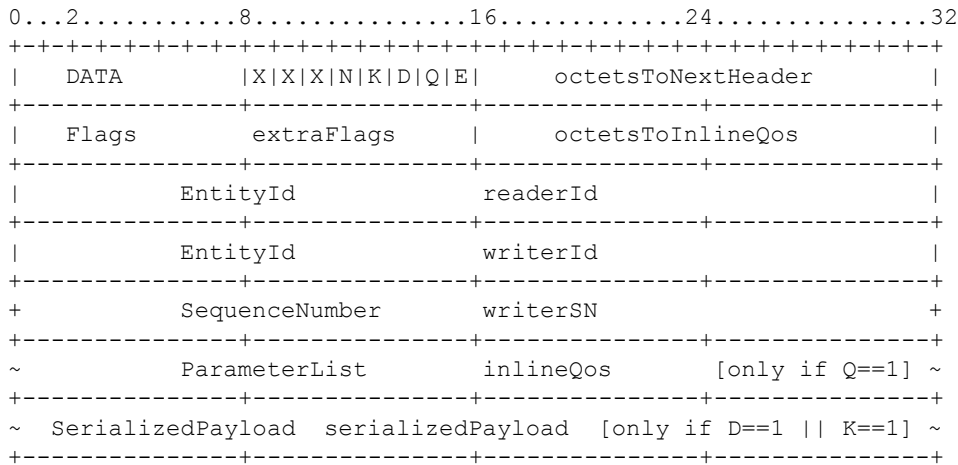 0...2...........8...............16.............24...............32
+-+-+-+-+-+-+-+-+-+-+-+-+-+-+-+-+-+-+-+-+-+-+-+-+-+-+-+-+-+-+-+-+
|   DATA        |X|X|X|N|K|D|Q|E|     octetsToNextHeader        |
+---------------+---------------+---------------+---------------+
|   Flags        extraFlags     |     octetsToInlineQos         |
+---------------+---------------+---------------+---------------+
|           EntityId             readerId                       |
+---------------+---------------+---------------+---------------+
|           EntityId             writerId                       |
+---------------+---------------+---------------+---------------+
+           SequenceNumber       writerSN                       +
+---------------+---------------+---------------+---------------+
~           ParameterList        inlineQos       [only if Q==1] ~
+---------------+---------------+---------------+---------------+
~  SerializedPayload  serializedPayload  [only if D==1 || K==1] ~
+---------------+---------------+---------------+---------------+